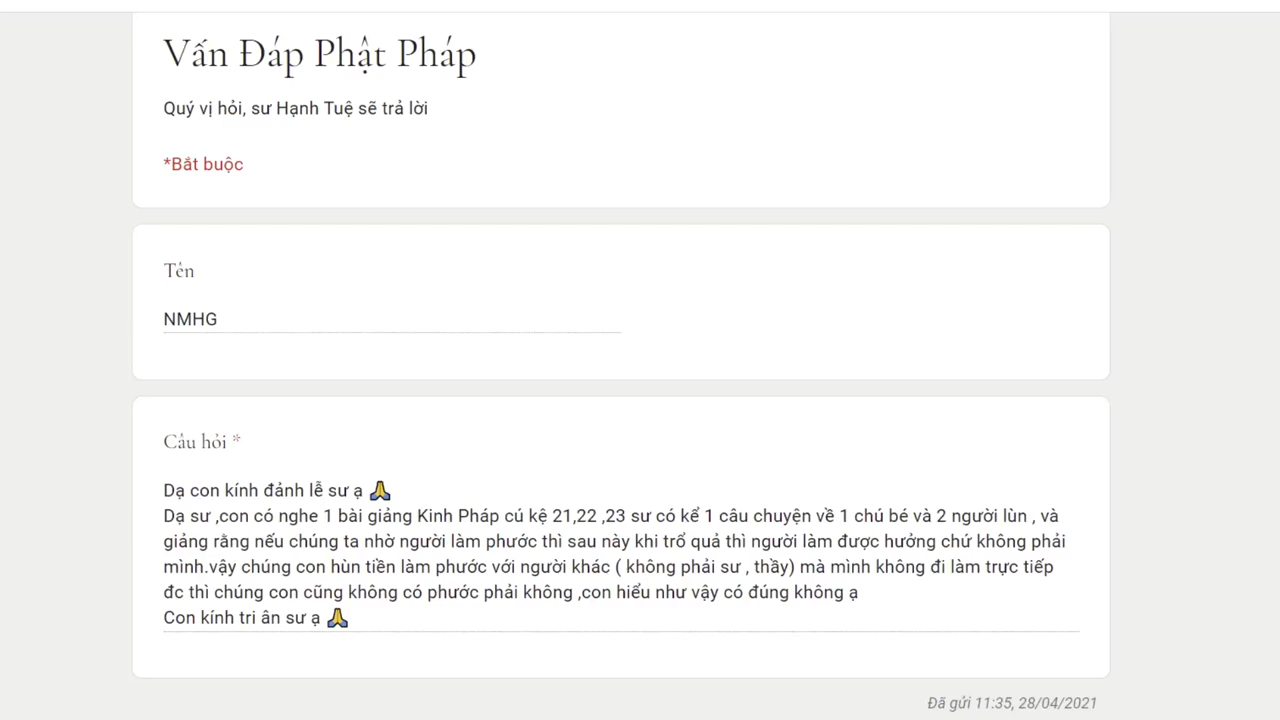 Vấn Đáp Phật Pháp
Quý vị hỏi, sư Hạnh Tuệ sẽ trả lời
*Bắt buộc
Tên
NMHG
Câu hỏi *
Dạ con kính đảnh lễ sư ạ 🙏
Dạ sư ,con có nghe 1 bài giảng Kinh Pháp cú kệ 21,22 ,23 sư có kể 1 câu chuyện về 1 chú bé và 2 người lùn , và
giảng rằng nếu chúng ta nhờ người làm phước thì sau này khi trổ quả thì người làm được hưởng chứ không phải
mình.vậy chúng con hùn tiền làm phước với người khác ( không phải sư , thầy) mà mình không đi làm trực tiếp
đc thì chúng con cũng không có phước phải không ,con hiểu như vậy có đúng không ạ
Con kính tri ân sư ạ 🙏
Đã gửi 11:35, 28/04/2021